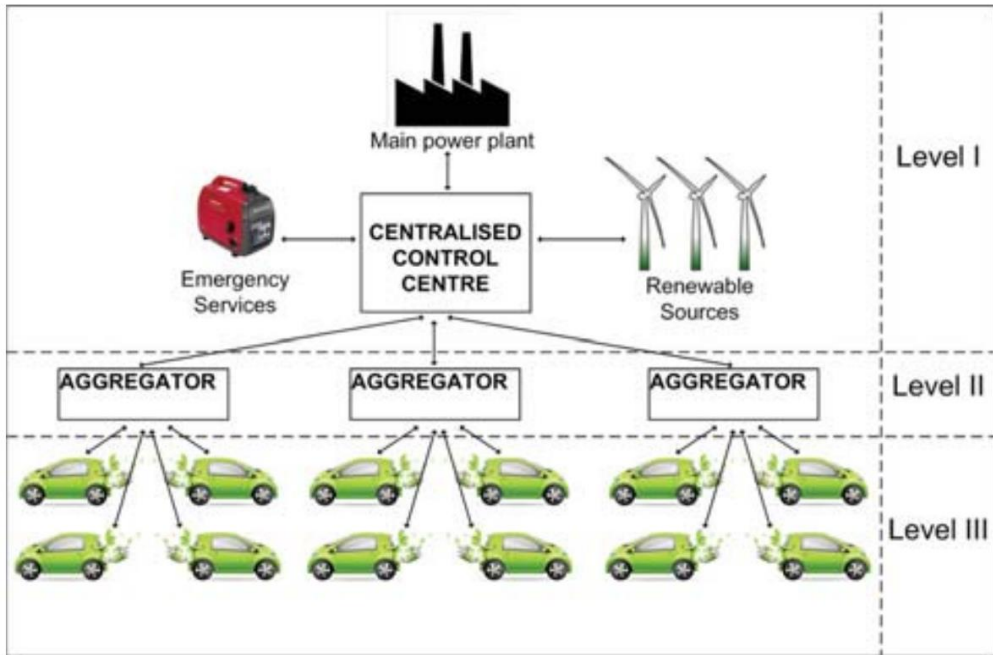 Main power plant
Level I
CENTRALISED
CONTROL
CENTRE
Emergency
Services
Renewable
Sources
AGGREGATOR
AGGREGATOR
AGGREGATOR
Level II
Level III